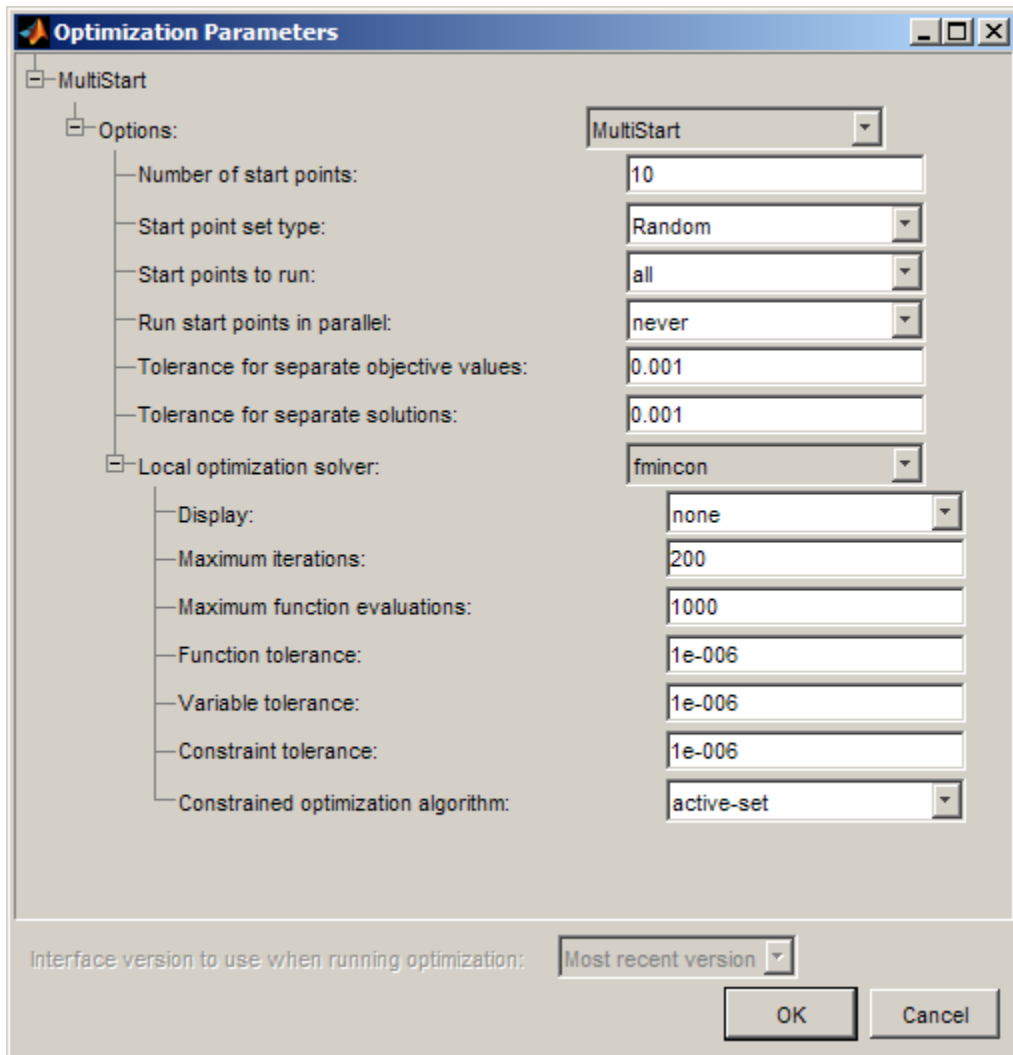 Optimization Parameters
MultiStart
Options: MultiStart
Number of start points: 10
Start point set type: Random
Start points to run: all
Run start points in parallel: never
Tolerance for separate objective values: 0.001
Tolerance for separate solutions: 0.001
Local optimization solver: fmincon
Display: none
Maximum iterations: 200
Maximum function evaluations: 1000
Function tolerance: 1e-006
Variable tolerance: 1e-006
Constraint tolerance: 1e-006
Constrained optimization algorithm: active-set
Interface version to use when running optimization: Most recent version
OK Cancel